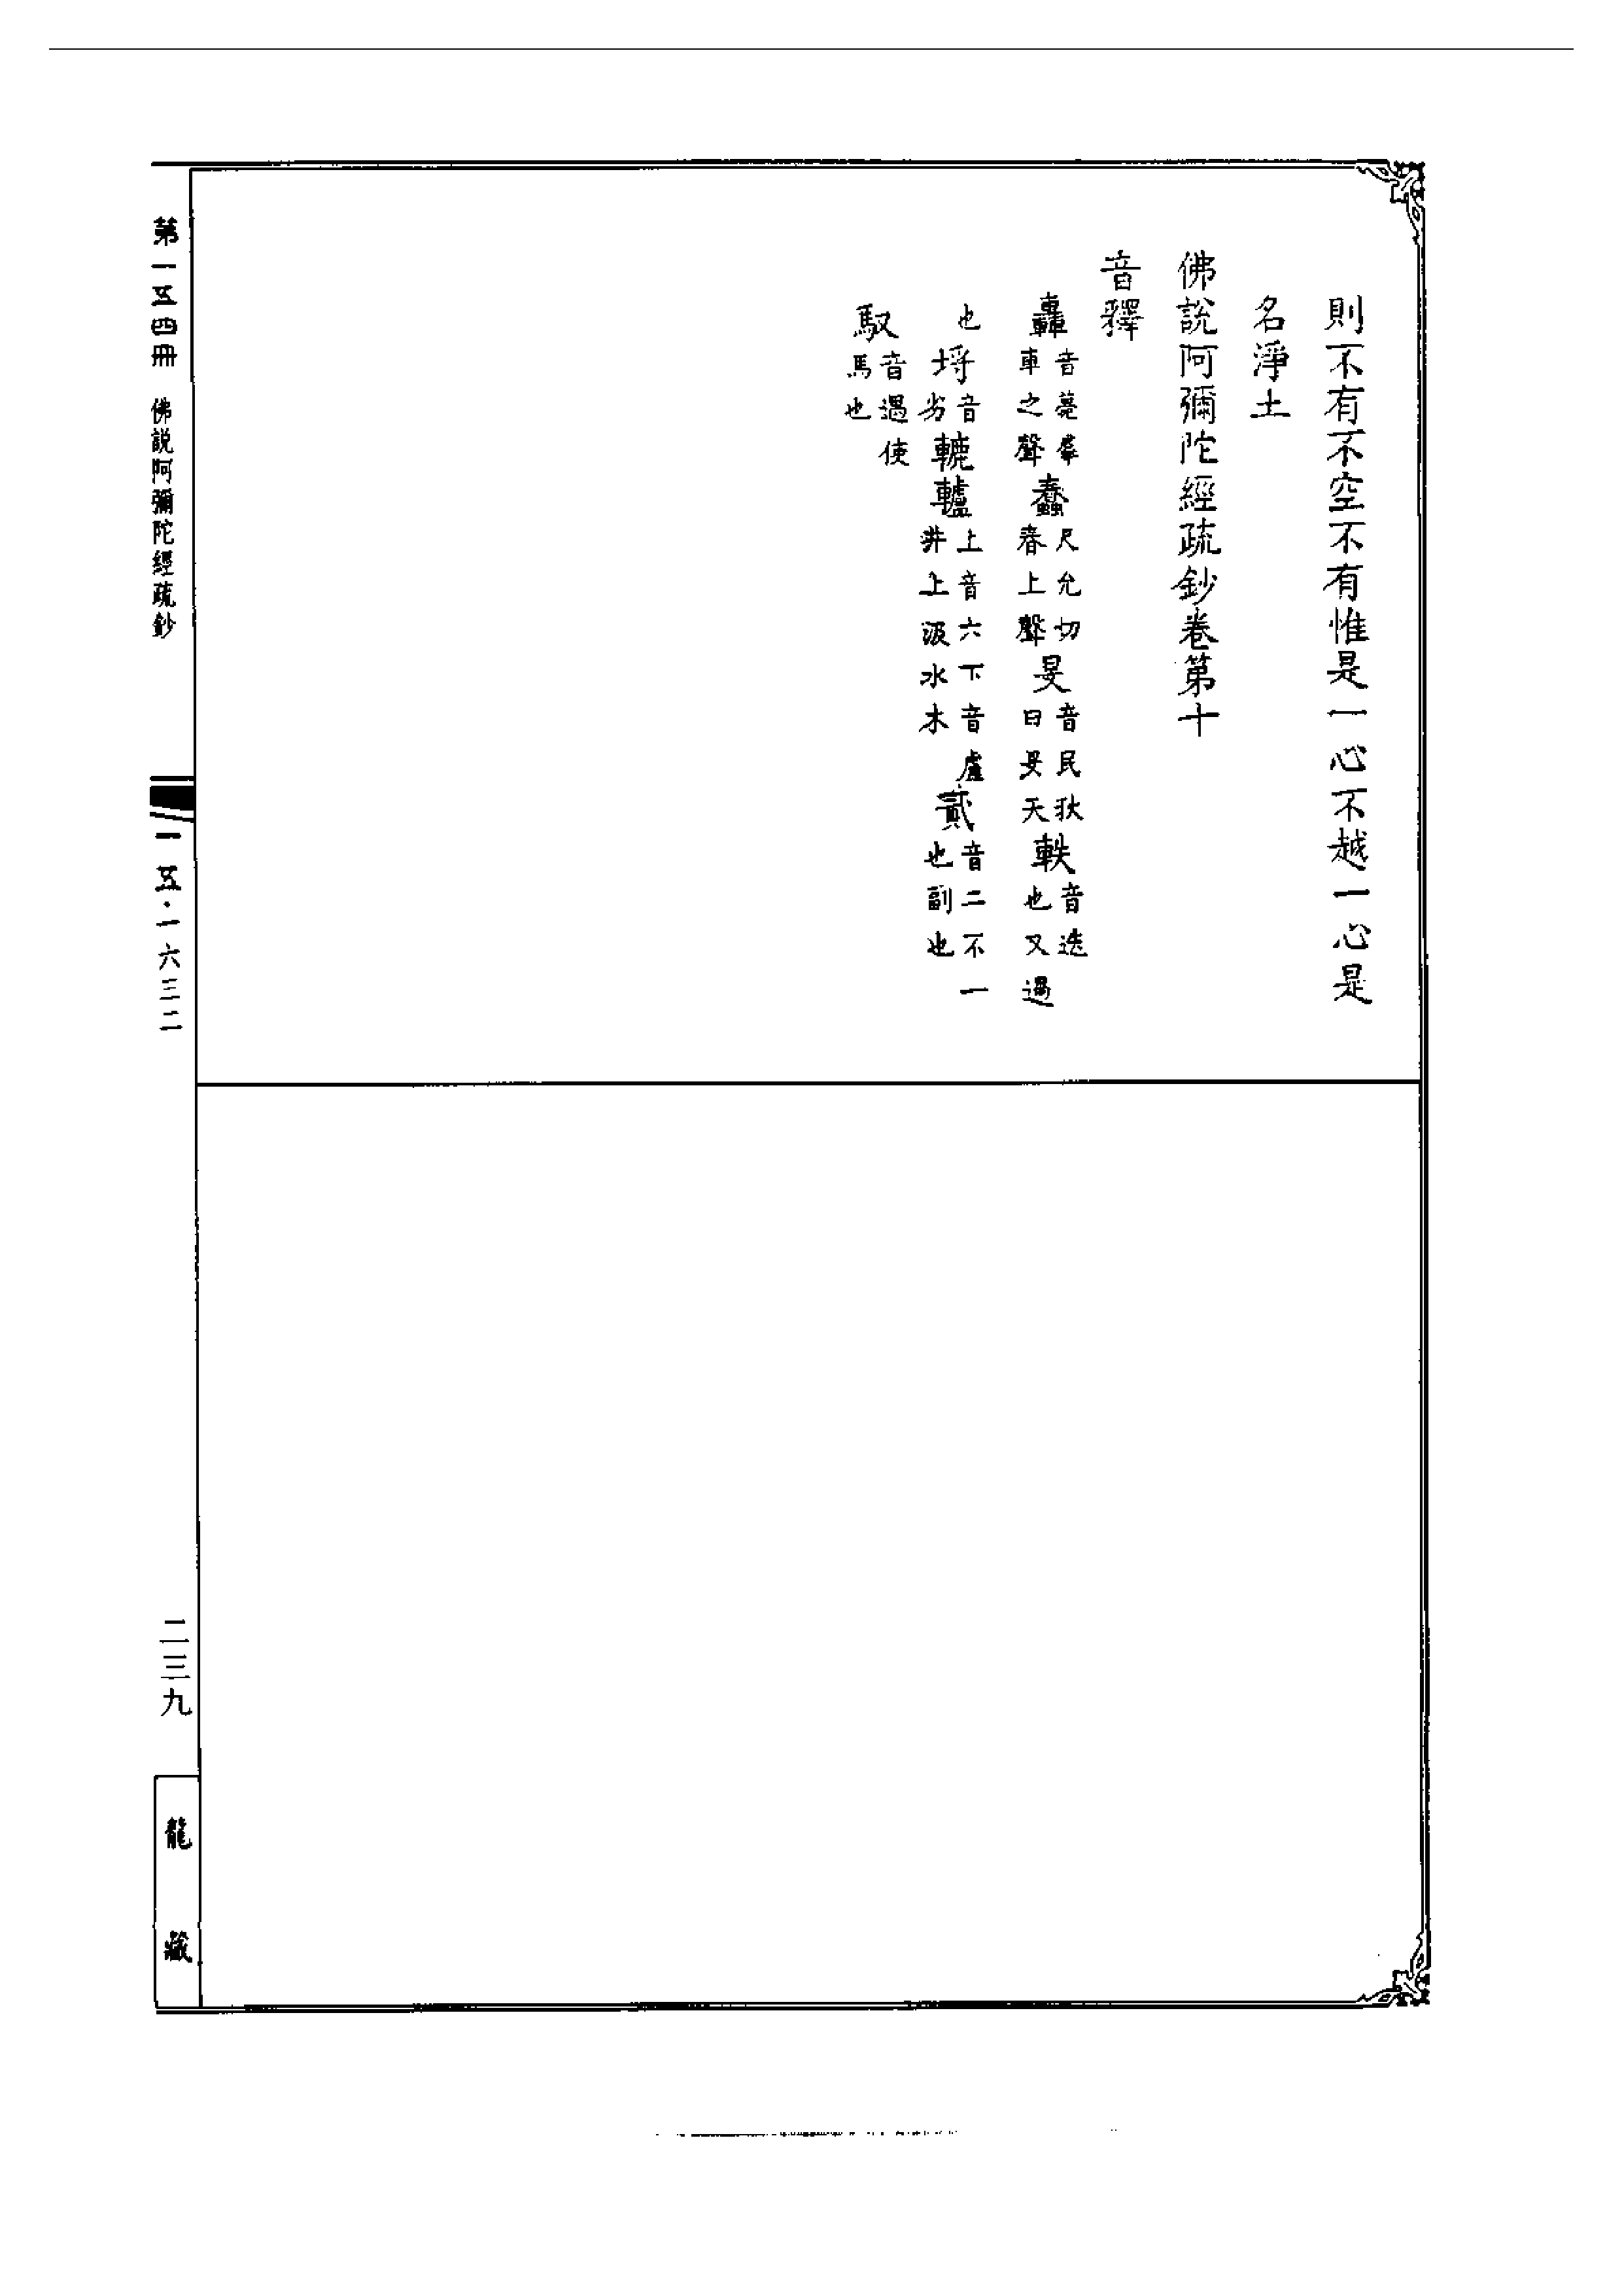 則不有不空不有惟是一心不越一心是
名淨土
佛說阿彌陀經疏鈔卷第十
音釋
轟音薨羣車之聲蠢尺允切春上聲旻音民秋曰旻天軼音迭也又過
也埒音劣轆轤上音六下音盧井上汲水木貳音二不一也副也
馭音遇使馬也
第一五四冊　佛說阿彌陀經疏鈔
一五·一六三二
二三九
龍藏